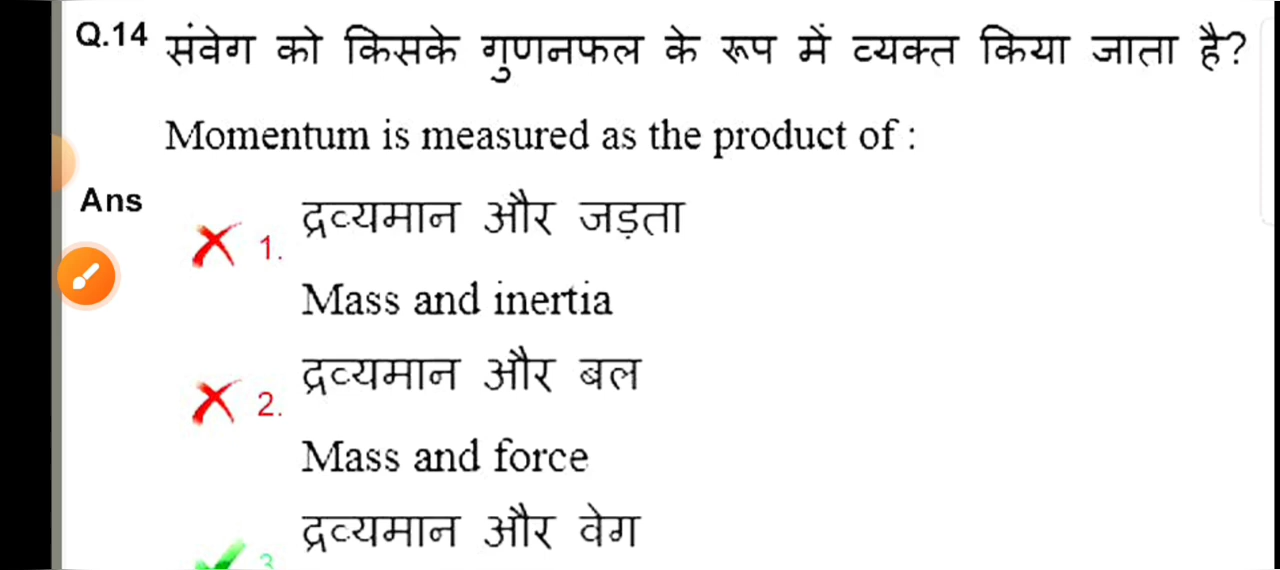 Q.14 संवेग को किसके गुणनफल के रूप में व्यक्त किया जाता है?
Momentum is measured as the product of :
Ans
1. द्रव्यमान और जड़ता
Mass and inertia
2. द्रव्यमान और बल
Mass and force
3. द्रव्यमान और वेग